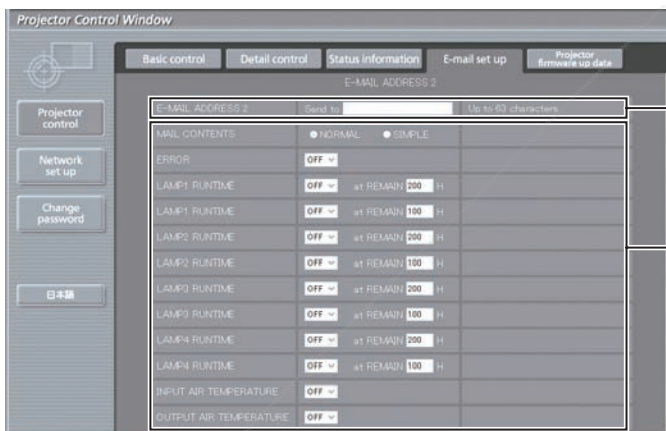 Projector Control Window
Basic control Detail control Status information E-mail set up Projector firmware up date
E-MAIL ADDRESS 2
Projector control
Network set up
Change password
日本語
E-MAIL ADDRESS 2 Send to Up to 63 characters
MAIL CONTENTS NORMAL SIMPLE
ERROR OFF
LAMP1 RUNTIME OFF at REMAIN 200 H
LAMP1 RUNTIME OFF at REMAIN 100 H
LAMP2 RUNTIME OFF at REMAIN 200 H
LAMP2 RUNTIME OFF at REMAIN 100 H
LAMP3 RUNTIME OFF at REMAIN 200 H
LAMP3 RUNTIME OFF at REMAIN 100 H
LAMP4 RUNTIME OFF at REMAIN 200 H
LAMP4 RUNTIME OFF at REMAIN 100 H
INPUT AIR TEMPERATURE OFF
OUTPUT AIR TEMPERATURE OFF